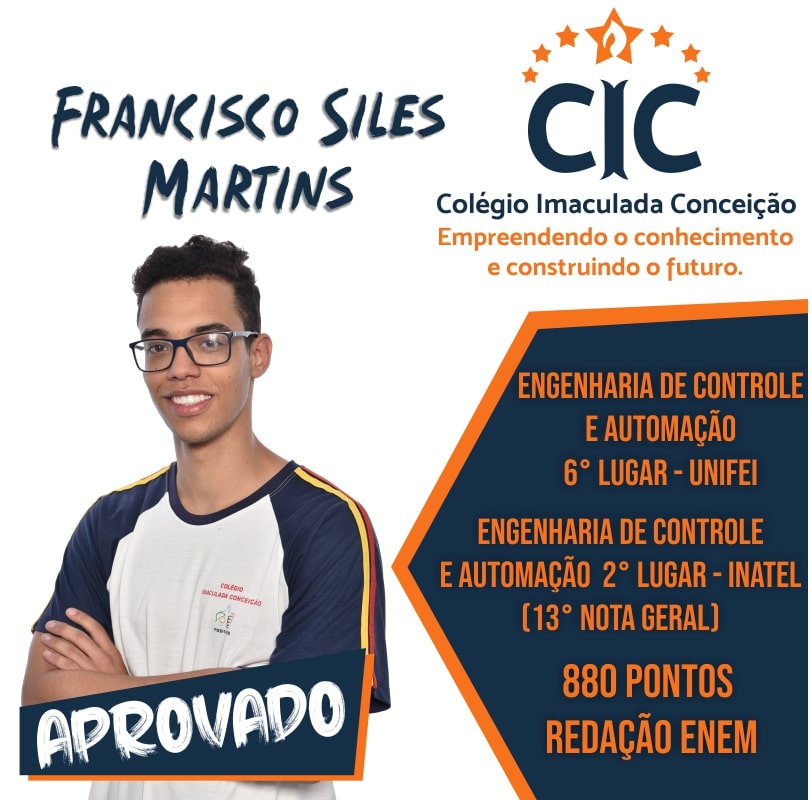 Francisco Siles
Martins
CIC
Colégio Imaculada Conceição
Empreendendo o conhecimento
e construindo o futuro.
ENGENHARIA DE CONTROLE
E AUTOMAÇÃO
6° LUGAR - UNIFEI
ENGENHARIA DE CONTROLE
E AUTOMAÇÃO 2° LUGAR - INATEL
(13° NOTA GERAL)
880 PONTOS
REDAÇÃO ENEM
COLÉGIO
IMACULADA CONCEIÇÃO
APROVADO